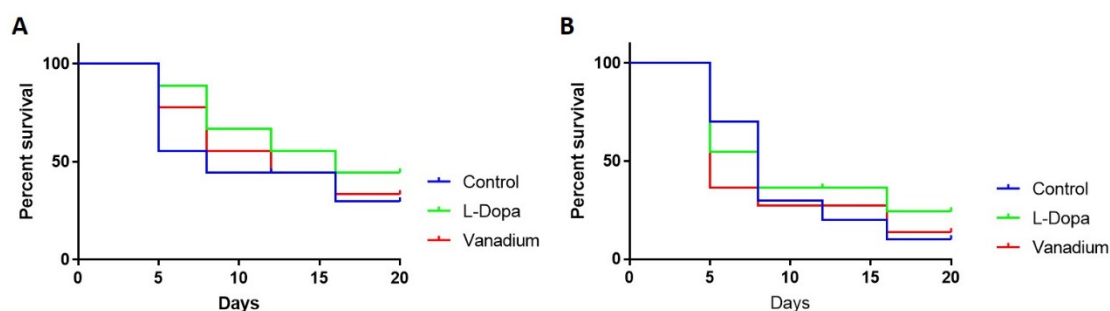 A
Percent survival
100
50
0
0 5 10 15 20
Days
Control
L-Dopa
Vanadium
B
Percent survival
100
50
0
0 5 10 15 20
Days
Control
L-Dopa
Vanadium